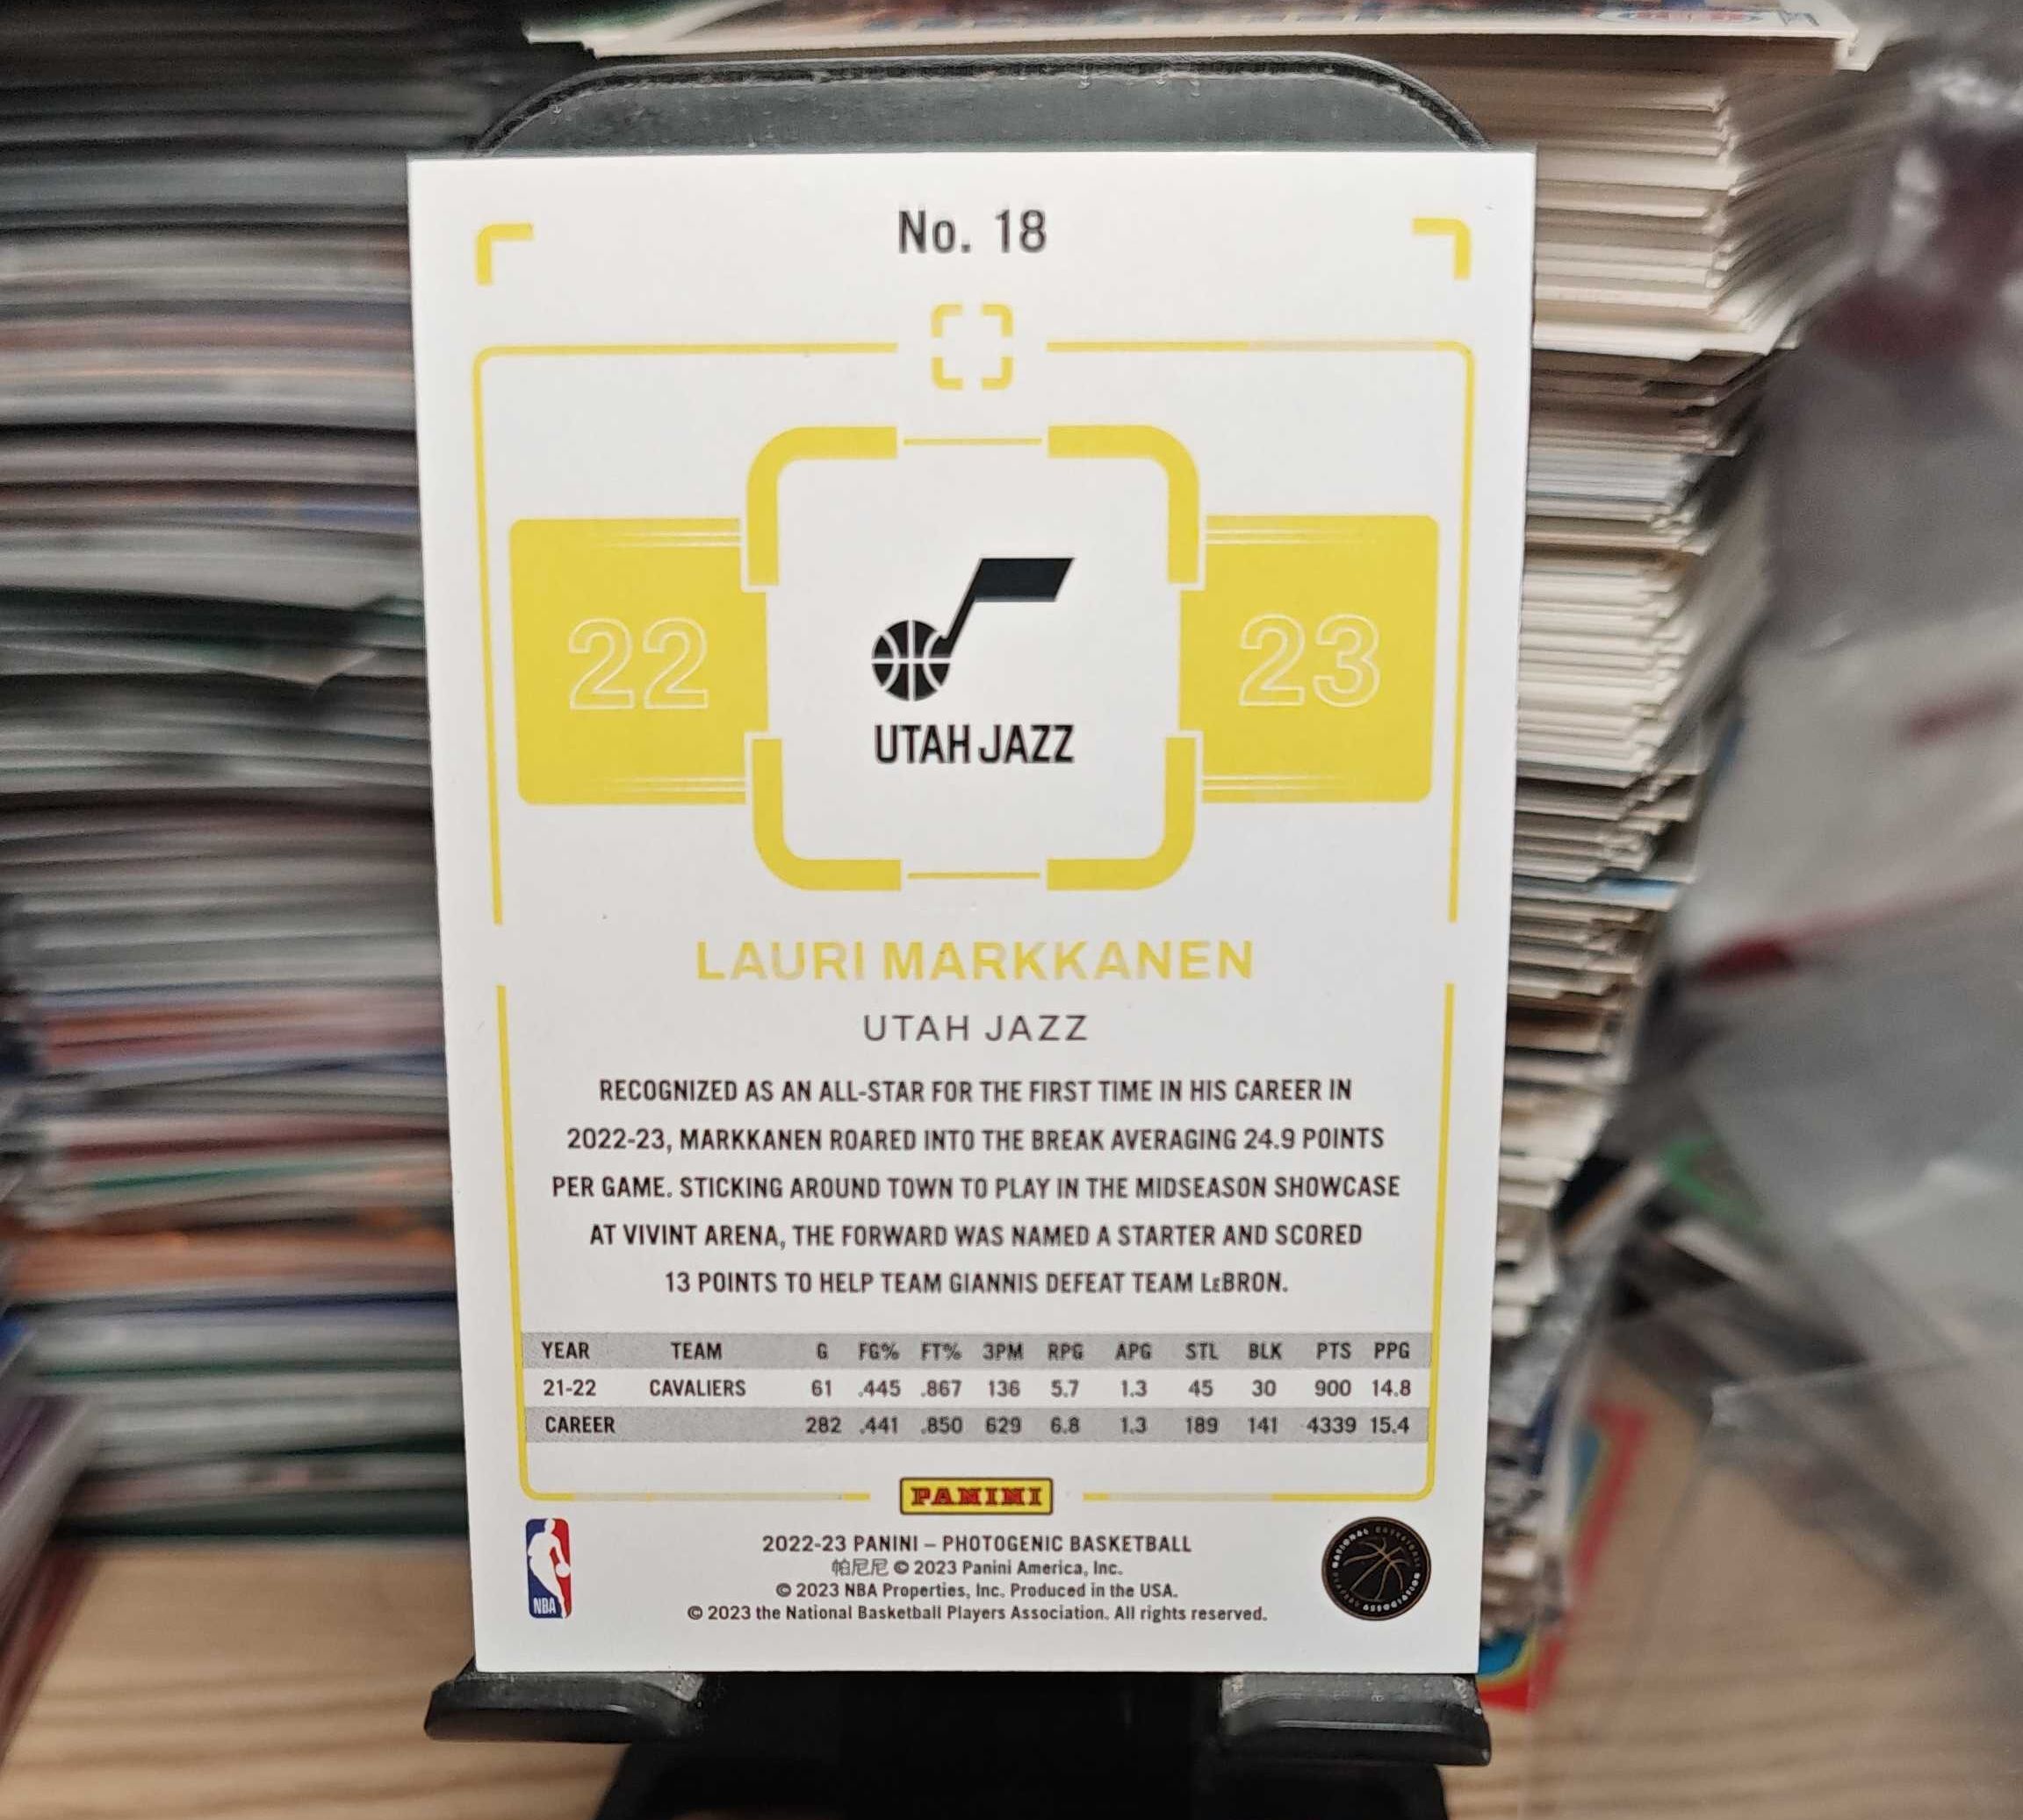 No. 18
22
23
UTAH JAZZ
LAURI MARKKANEN
UTAH JAZZ
RECOGNIZED AS AN ALL-STAR FOR THE FIRST TIME IN HIS CAREER IN
2022-23, MARKKANEN ROARED INTO THE BREAK AVERAGING 24.9 POINTS
PER GAME. STICKING AROUND TOWN TO PLAY IN THE MIDSEASON SHOWCASE
AT VIVINT ARENA, THE FORWARD WAS NAMED A STARTER AND SCORED
13 POINTS TO HELP TEAM GIANNIS DEFEAT TEAM LEBRON.
YEAR TEAM G FG% FT% 3PM RPG APG STL BLK PTS PPG
21-22 CAVALIERS 61 .445 .867 136 5.7 1.3 45 30 900 14.8
CAREER 282 .441 .850 629 6.8 1.3 189 141 4339 15.4
PANINI
2022-23 PANINI – PHOTOGENIC BASKETBALL
帕尼尼 © 2023 Panini America, Inc.
© 2023 NBA Properties, Inc. Produced in the USA.
© 2023 the National Basketball Players Association. All rights reserved.
NBA